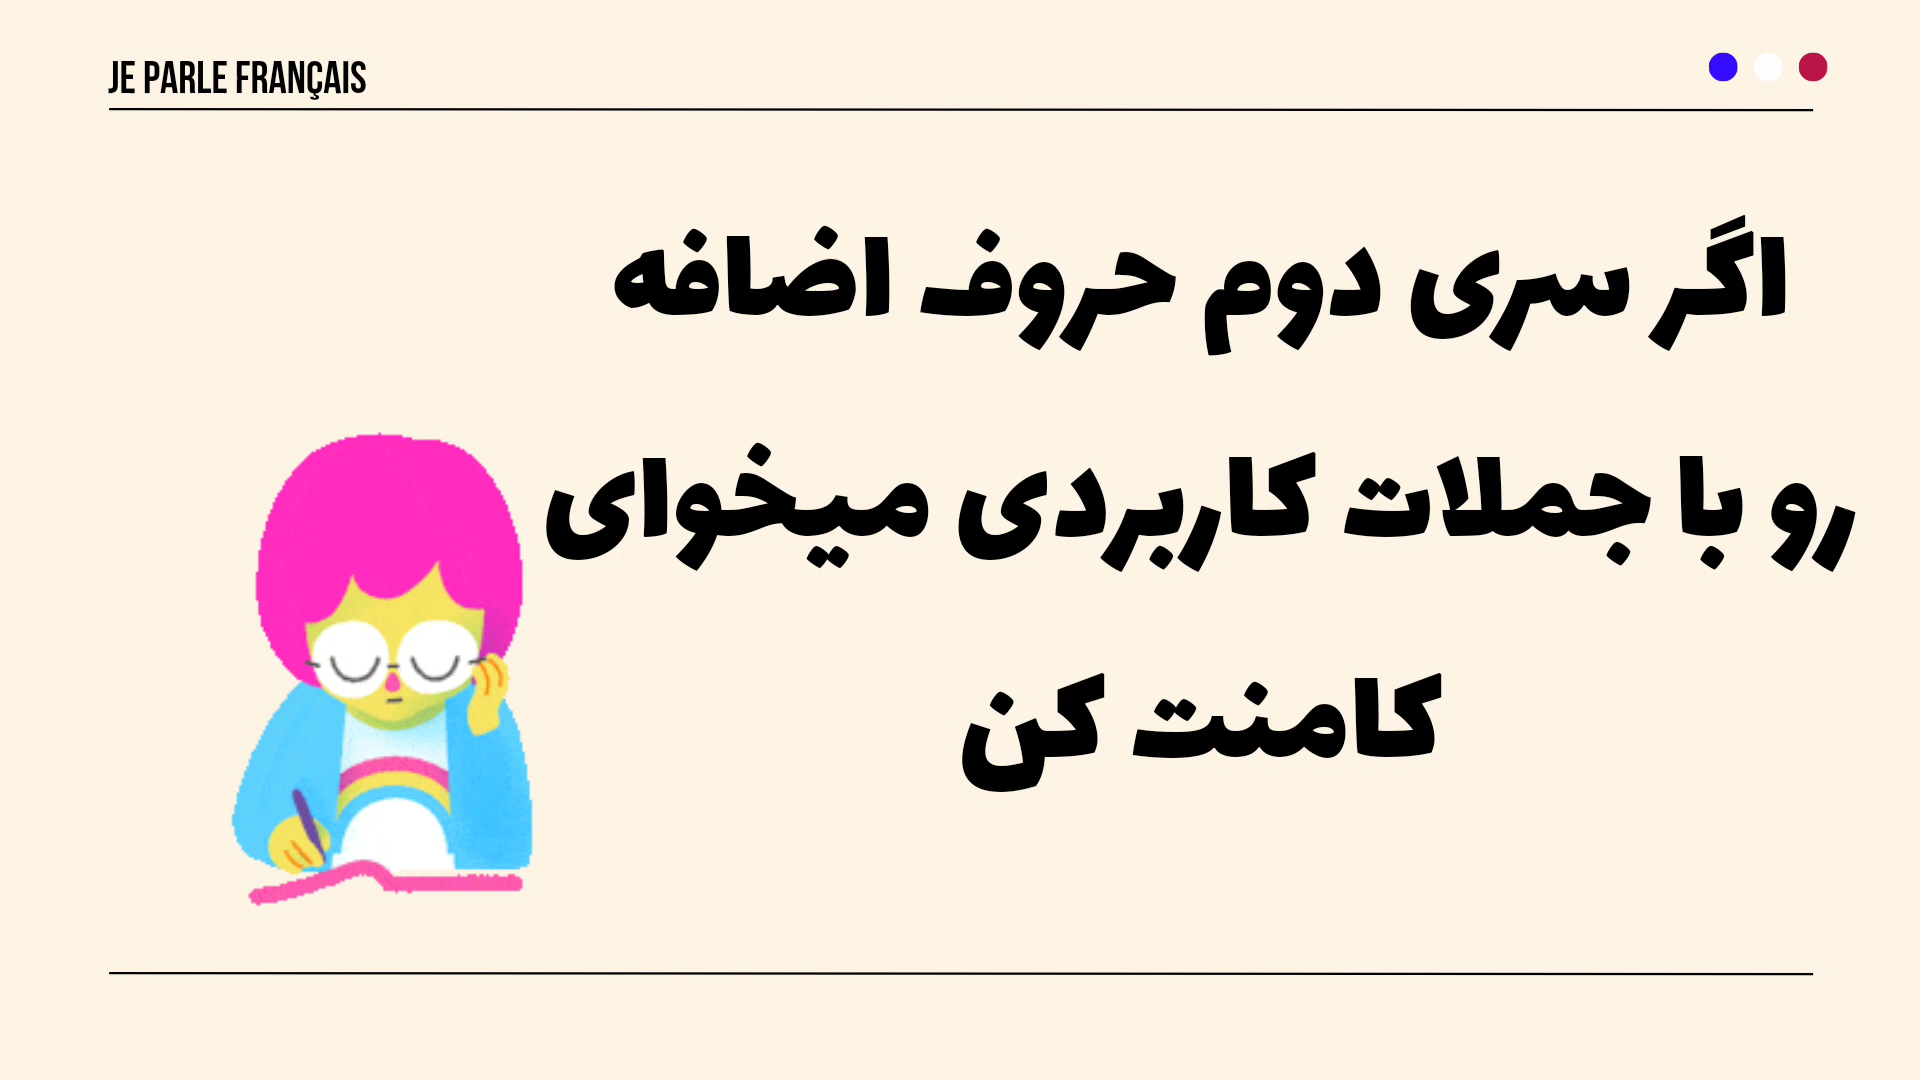 JE PARLE FRANÇAIS
اگر سری دوم حروف اضافه
رو با جملات کاربردی میخوای
کامنت کن